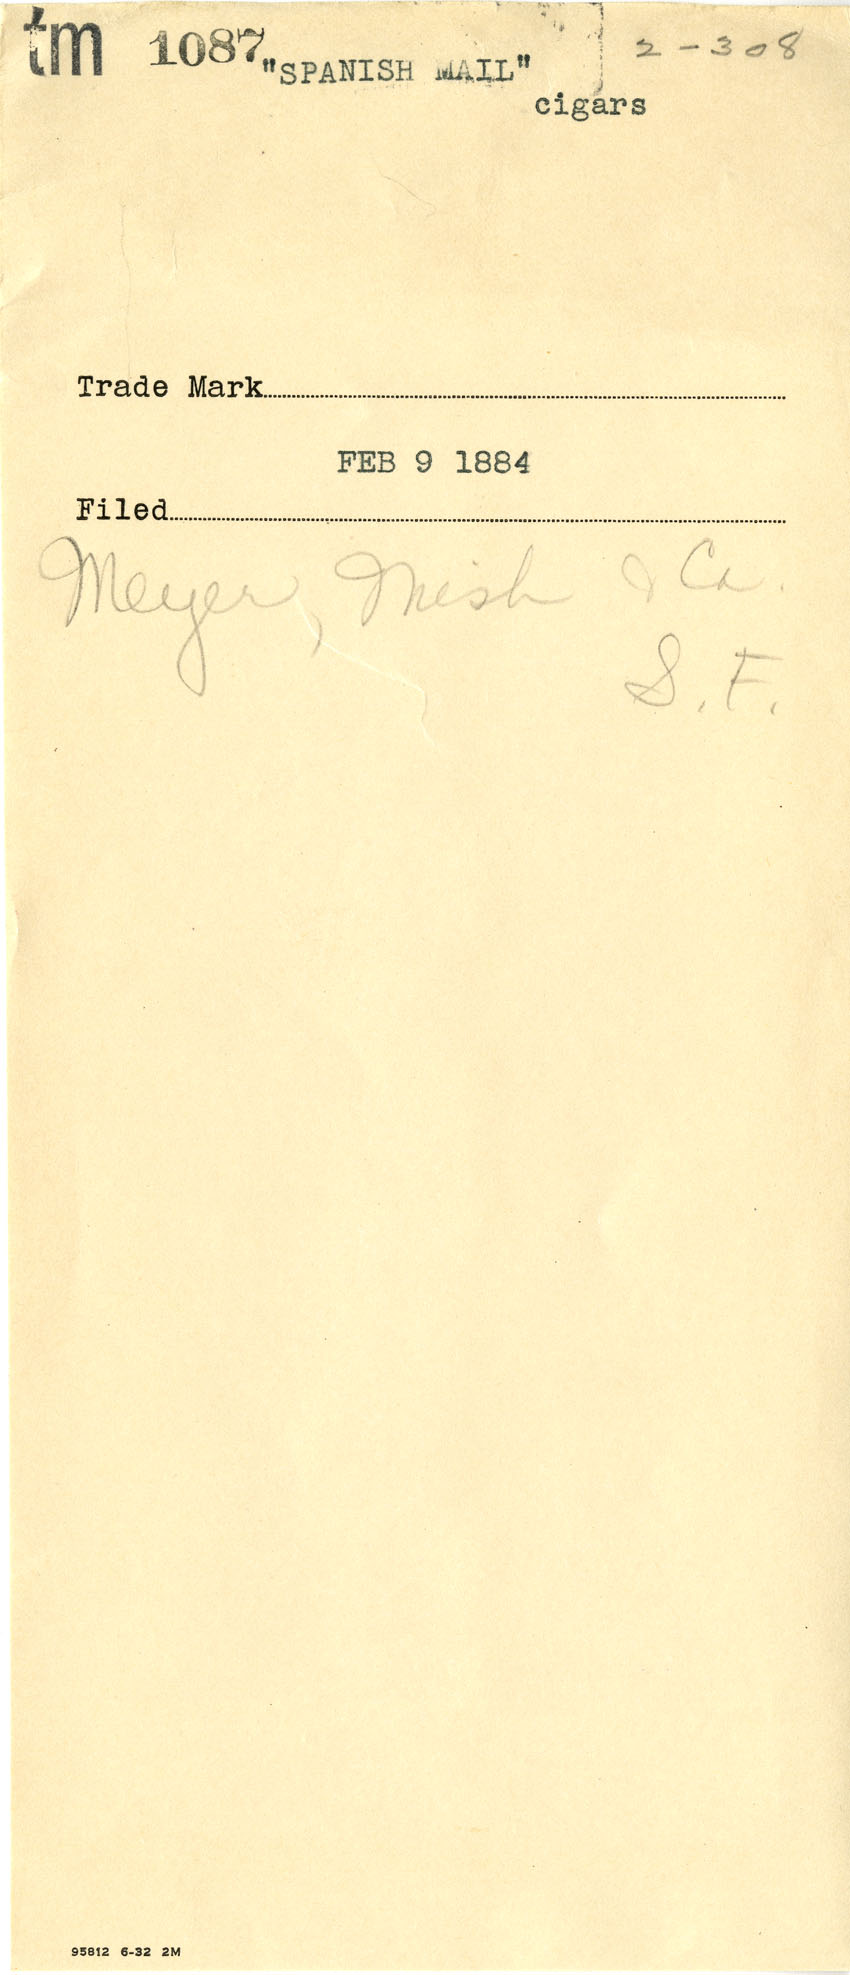 tm 1087 "SPANISH MAIL" 2-308
cigars
Trade Mark
FEB 9 1884
Filed
Meyer, Mish & Co.
S.F.
95812 6-32 2M